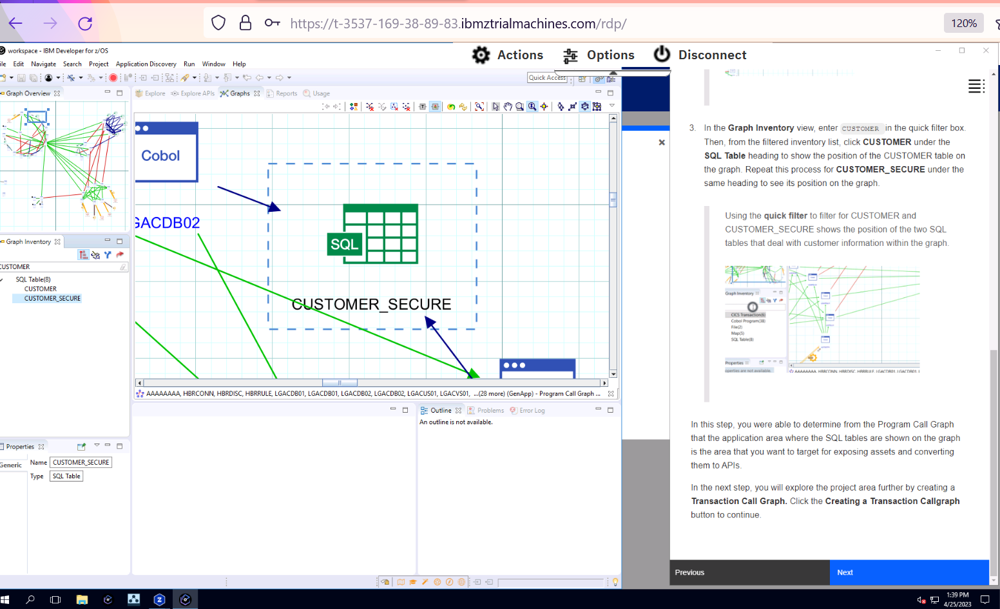 https://t-3537-169-38-89-83.ibmztrialmachines.com/rdp/
120%
workspace - IBM Developer for z/OS
Actions
Options
Disconnect
ile Edit Navigate Search Project Application Discovery Run Window Help
Quick Access
Graph Overview
Explore
Explore APIs
Graphs
Reports
Usage
Cobol
GACDB02
SQL
CUSTOMER_SECURE
Graph Inventory
CUSTOMER
SQL Table(8)
CUSTOMER
CUSTOMER_SECURE
AAAAAAAA, HBRCONN, HBRDISC, HBRRULE, LGACDB01, LGACDB01, LGACDB02, LGACDB02, LGACUS01, LGACVS01, ...(28 more) (GenApp) - Program Call Graph ...
Outline
Problems
Error Log
An outline is not available.
Properties
Generic
Name CUSTOMER_SECURE
Type SQL Table
3. In the Graph Inventory view, enter CUSTOMER in the quick filter box.
Then, from the filtered inventory list, click CUSTOMER under the
SQL Table heading to show the position of the CUSTOMER table on
the graph. Repeat this process for CUSTOMER_SECURE under the
same heading to see its position on the graph.
Using the quick filter to filter for CUSTOMER and
CUSTOMER_SECURE shows the position of the two SQL
tables that deal with customer information within the graph.
Graph Inventory
CICS Transaction(6)
Cobol Program(38)
File(2)
Map(5)
SQL Table(8)
Properties
operties are not available.
AAAAAAAA, HBRCONN, HBRDISC, HBRRULE, LGACDB01, LGACDB01, L
In this step, you were able to determine from the Program Call Graph
that the application area where the SQL tables are shown on the graph
is the area that you want to target for exposing assets and converting
them to APIs.
In the next step, you will explore the project area further by creating a
Transaction Call Graph. Click the Creating a Transaction Callgraph
button to continue.
Previous
Next
1:39 PM
4/25/2023